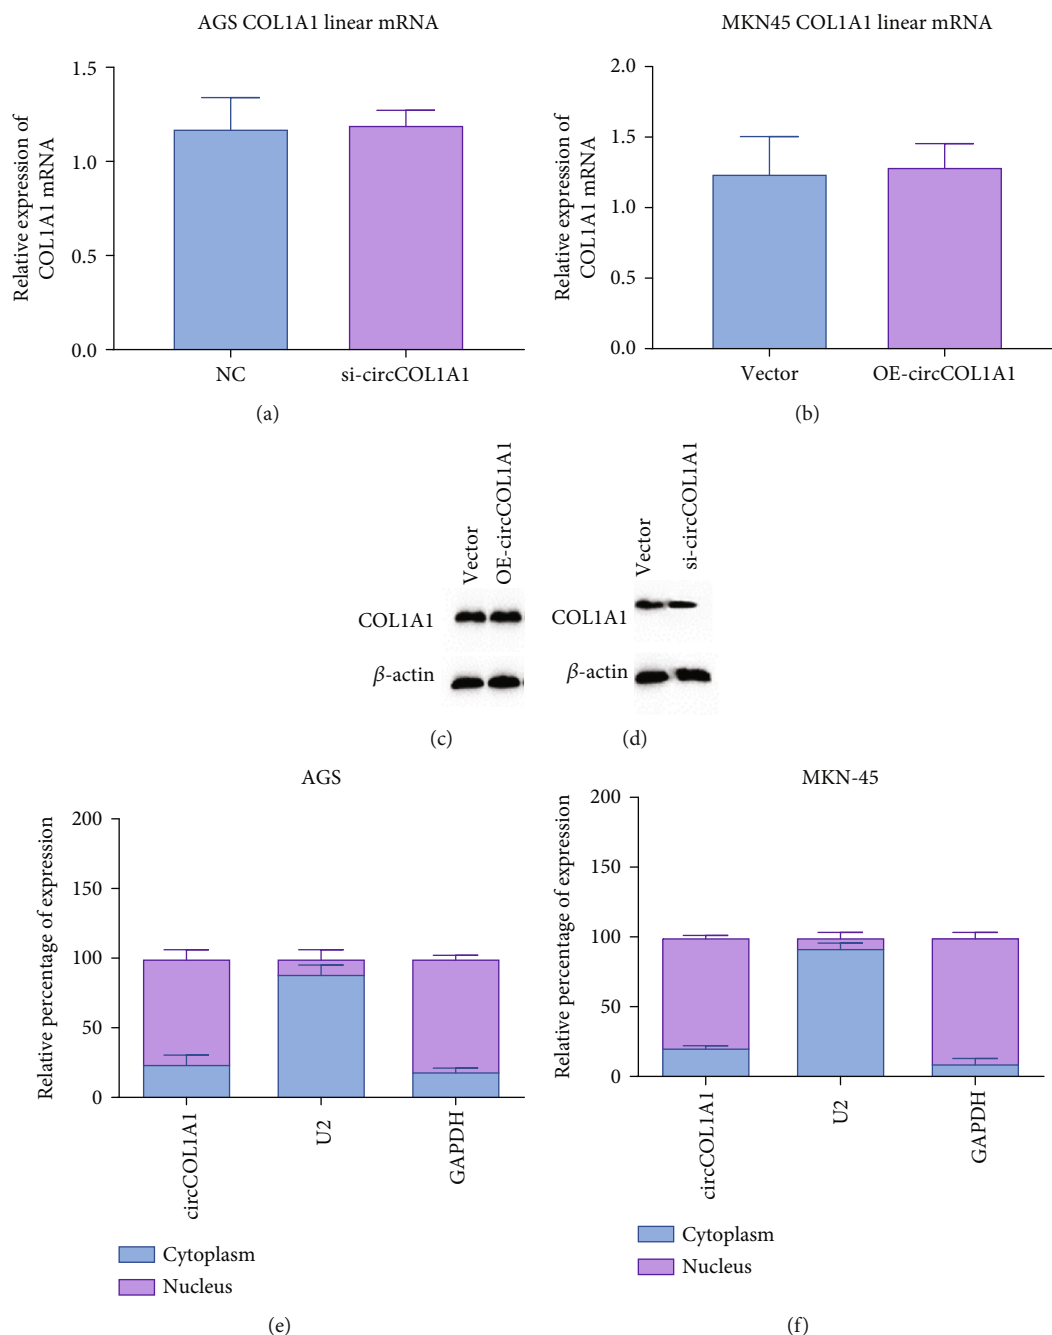 AGS COL1A1 linear mRNA
Relative expression of
COL1A1 mRNA
1.5
1.0
0.5
0.0
NC
si-circCOL1A1
(a)
MKN45 COL1A1 linear mRNA
Relative expression of
COL1A1 mRNA
2.0
1.5
1.0
0.5
0.0
Vector
OE-circCOL1A1
(b)
Vector
OE-circCOL1A1
COL1A1
β-actin
(c)
Vector
si-circCOL1A1
COL1A1
β-actin
(d)
AGS
Relative percentage of expression
200
150
100
50
0
circCOL1A1
U2
GAPDH
Cytoplasm
Nucleus
(e)
MKN-45
Relative percentage of expression
200
150
100
50
0
circCOL1A1
U2
GAPDH
Cytoplasm
Nucleus
(f)